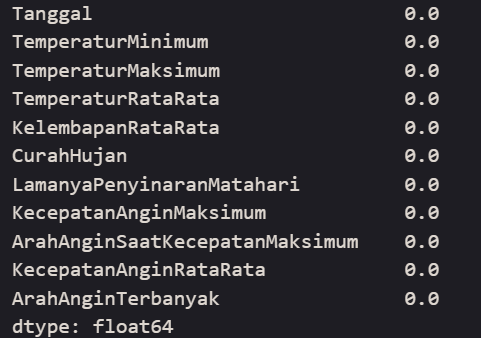 Tanggal 0.0
TemperaturMinimum 0.0
TemperaturMaksimum 0.0
TemperaturRataRata 0.0
KelembapanRataRata 0.0
CurahHujan 0.0
LamanyaPenyinaranMatahari 0.0
KecepatanAnginMaksimum 0.0
ArahAnginSaatKecepatanMaksimum 0.0
KecepatanAnginRataRata 0.0
ArahAnginTerbanyak 0.0
dtype: float64